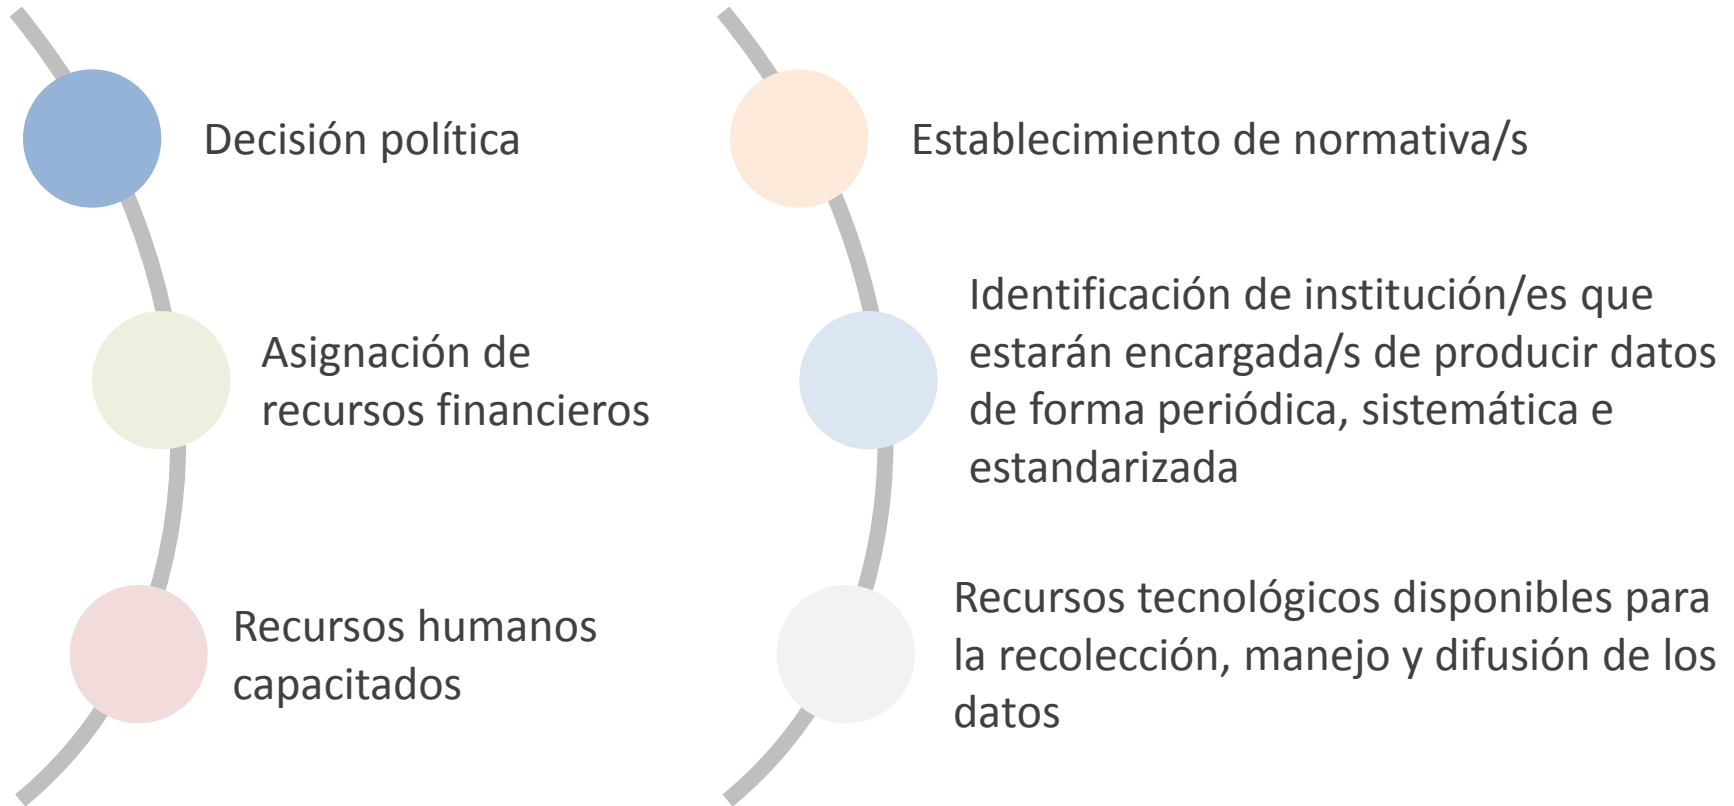 Decisión política
Asignación de
recursos financieros
Recursos humanos
capacitados
Establecimiento de normativa/s
Identificación de institución/es que
estarán encargada/s de producir datos
de forma periódica, sistemática e
estandarizada
Recursos tecnológicos disponibles para
la recolección, manejo y difusión de los
datos